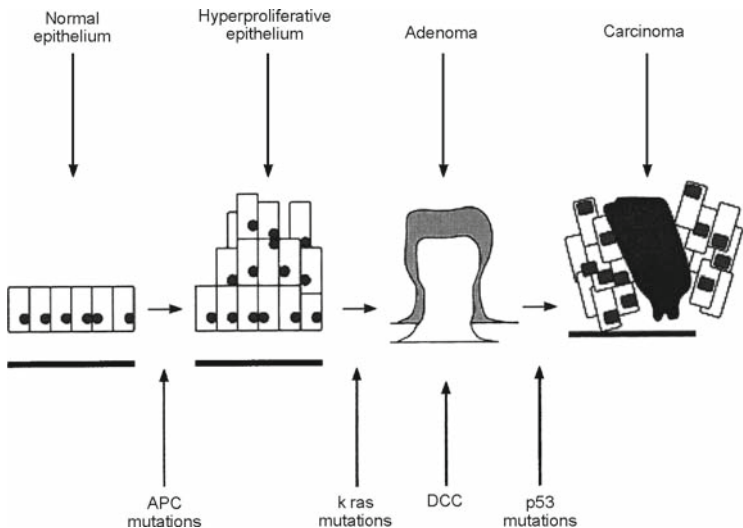 Normal
epithelium
Hyperproliferative
epithelium
Adenoma
Carcinoma
APC
mutations
k ras
mutations
DCC
p53
mutations